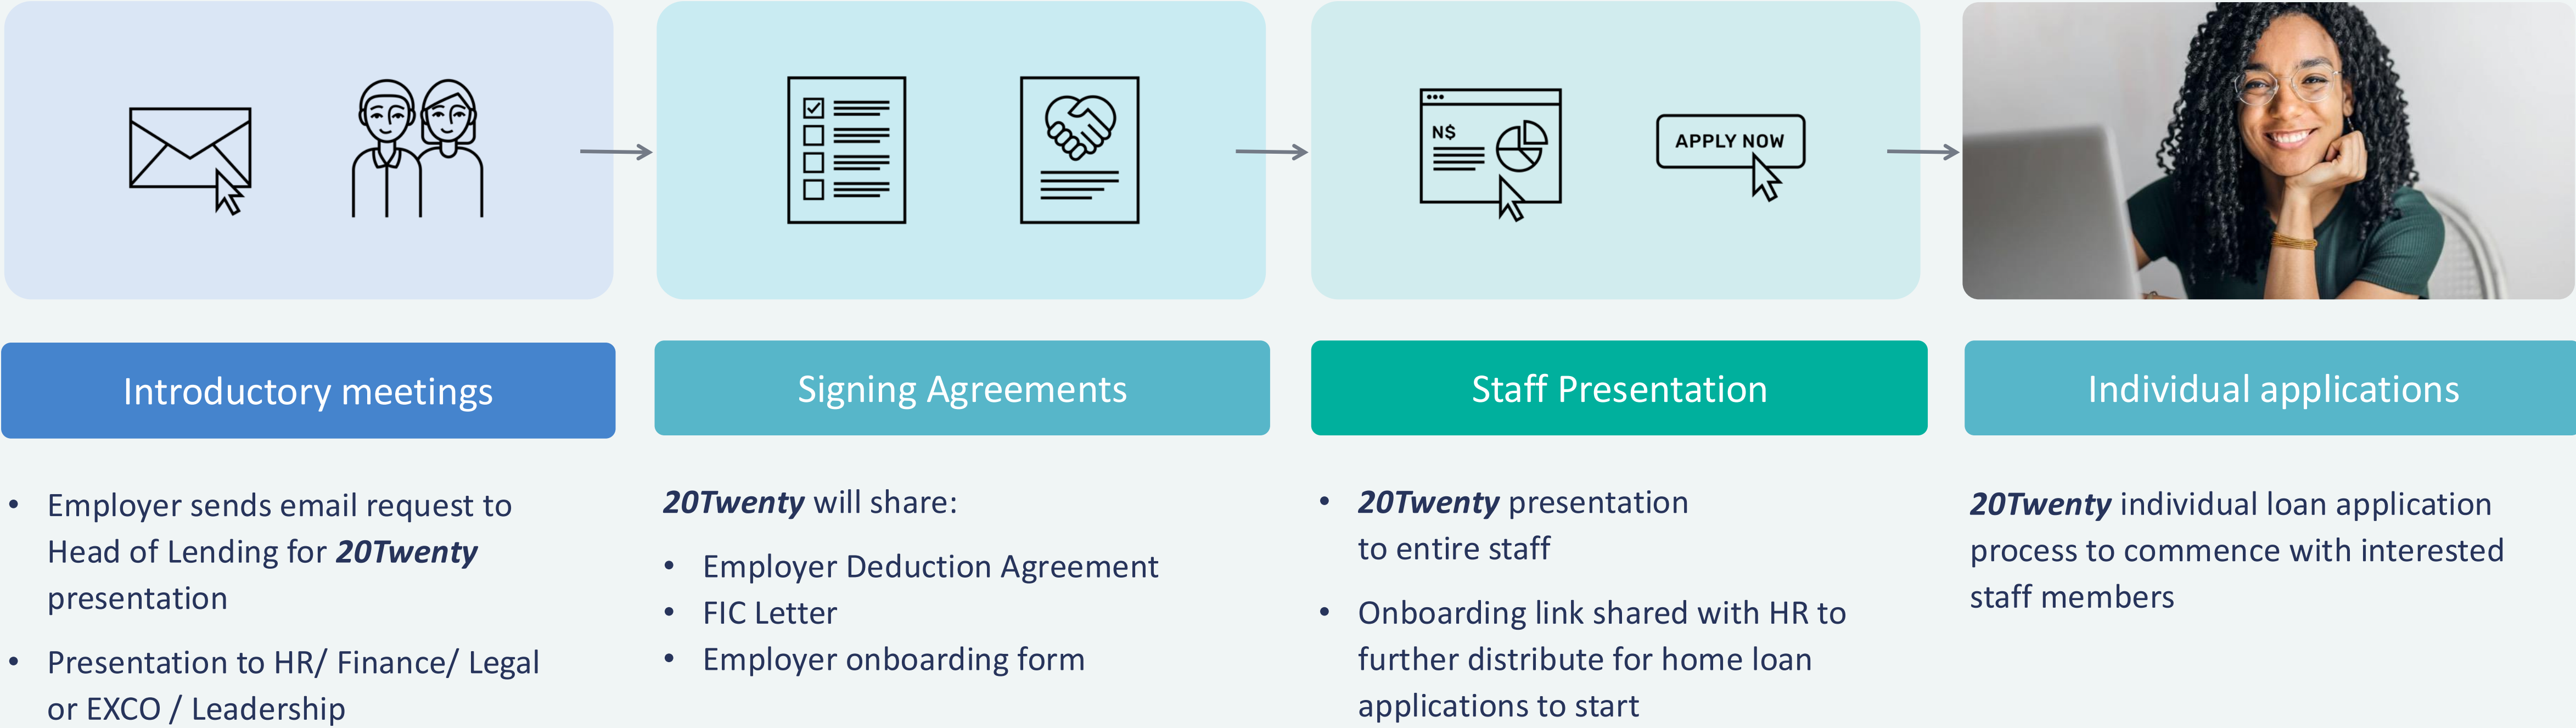 N$
APPLY NOW
Introductory meetings
• Employer sends email request to
Head of Lending for 20Twenty
presentation
• Presentation to HR/ Finance/ Legal
or EXCO / Leadership
Signing Agreements
20Twenty will share:
• Employer Deduction Agreement
• FIC Letter
• Employer onboarding form
Staff Presentation
• 20Twenty presentation
to entire staff
• Onboarding link shared with HR to
further distribute for home loan
applications to start
Individual applications
20Twenty individual loan application
process to commence with interested
staff members